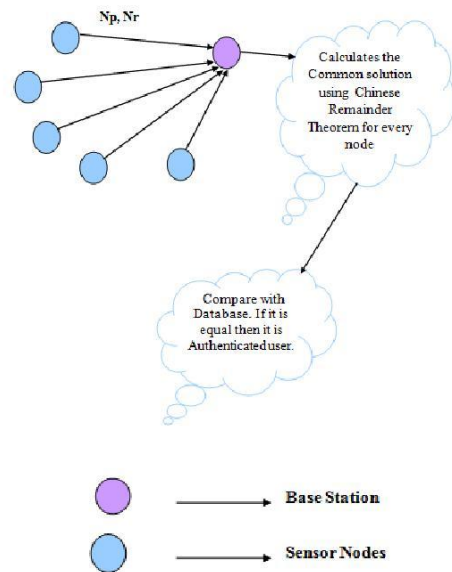 Np, Nr
Calculates the
Common solution
using Chinese
Remainder
Theorem for every
node
Compare with
Database. If it is
equal then it is
Authenticated user.
Base Station
Sensor Nodes